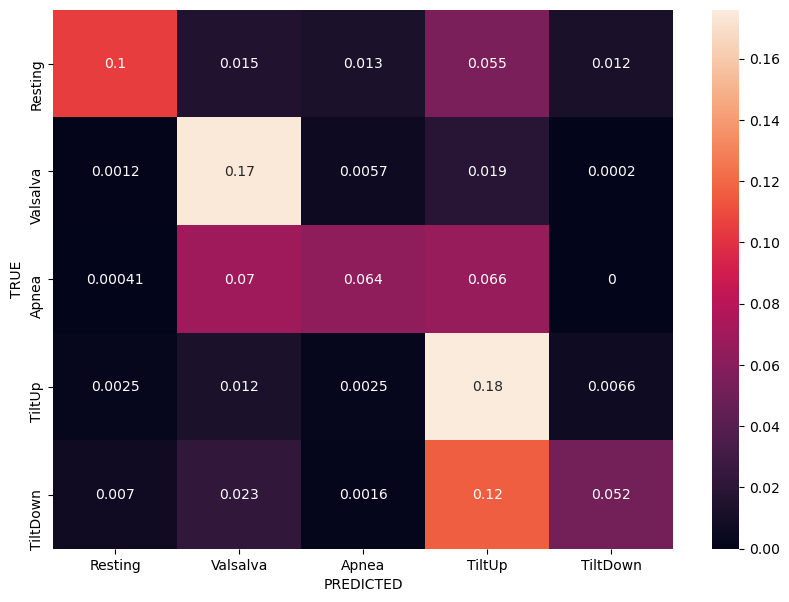 0.1 0.015 0.013 0.055 0.012
0.0012 0.17 0.0057 0.019 0.0002
0.00041 0.07 0.064 0.066 0
0.0025 0.012 0.0025 0.18 0.0066
0.007 0.023 0.0016 0.12 0.052
Resting
Valsalva
Apnea
TiltUp
TiltDown
TRUE
Resting Valsalva Apnea TiltUp TiltDown
PREDICTED
0.16
0.14
0.12
0.10
0.08
0.06
0.04
0.02
0.00